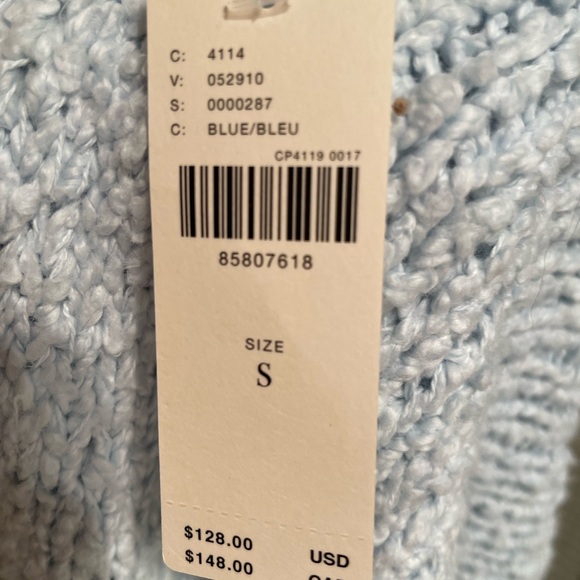 C: 4114
V: 052910
S: 0000287
C: BLUE/BLEU
CP4119 0017
85807618
SIZE
S
$128.00 USD
$148.00